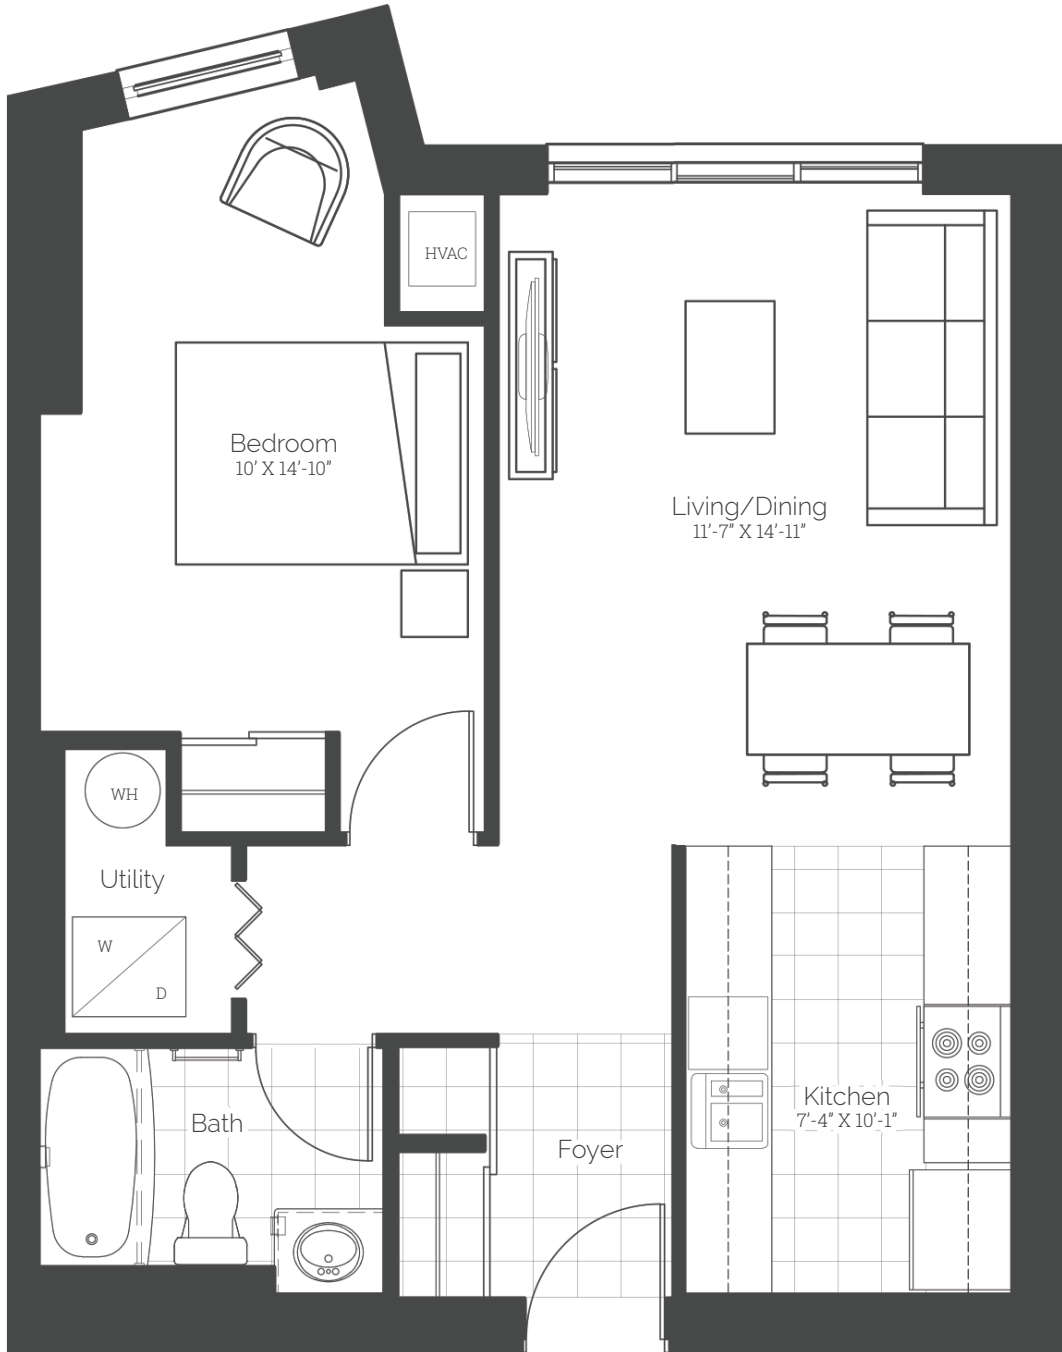 HVAC
Bedroom
10' X 14'-10"
Living/Dining
11'-7" X 14'-11"
WH
Utility
W
D
Kitchen
7'-4" X 10'-1"
Bath
Foyer